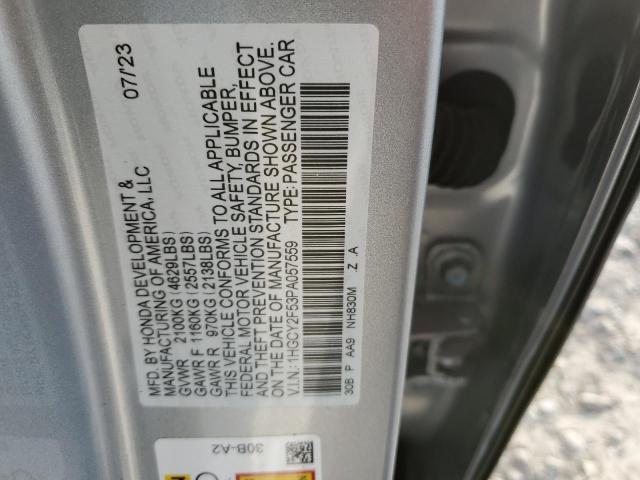 MFD. BY HONDA DEVELOPMENT & 07/'23
MANUFACTURING OF AMERICA, LLC
GVWR 2100KG (4629LBS)
GAWR F 1160KG (2557LBS)
GAWR R 970KG (2138LBS)
THIS VEHICLE CONFORMS TO ALL APPLICABLE
FEDERAL MOTOR VEHICLE SAFETY, BUMPER,
AND THEFT PREVENTION STANDARDS IN EFFECT
ON THE DATE OF MANUFACTURE SHOWN ABOVE.
V.I.N: 1HGCY2F53PA057559 TYPE: PASSENGER CAR
30B P AA9 NH830M Z A
30B-A2